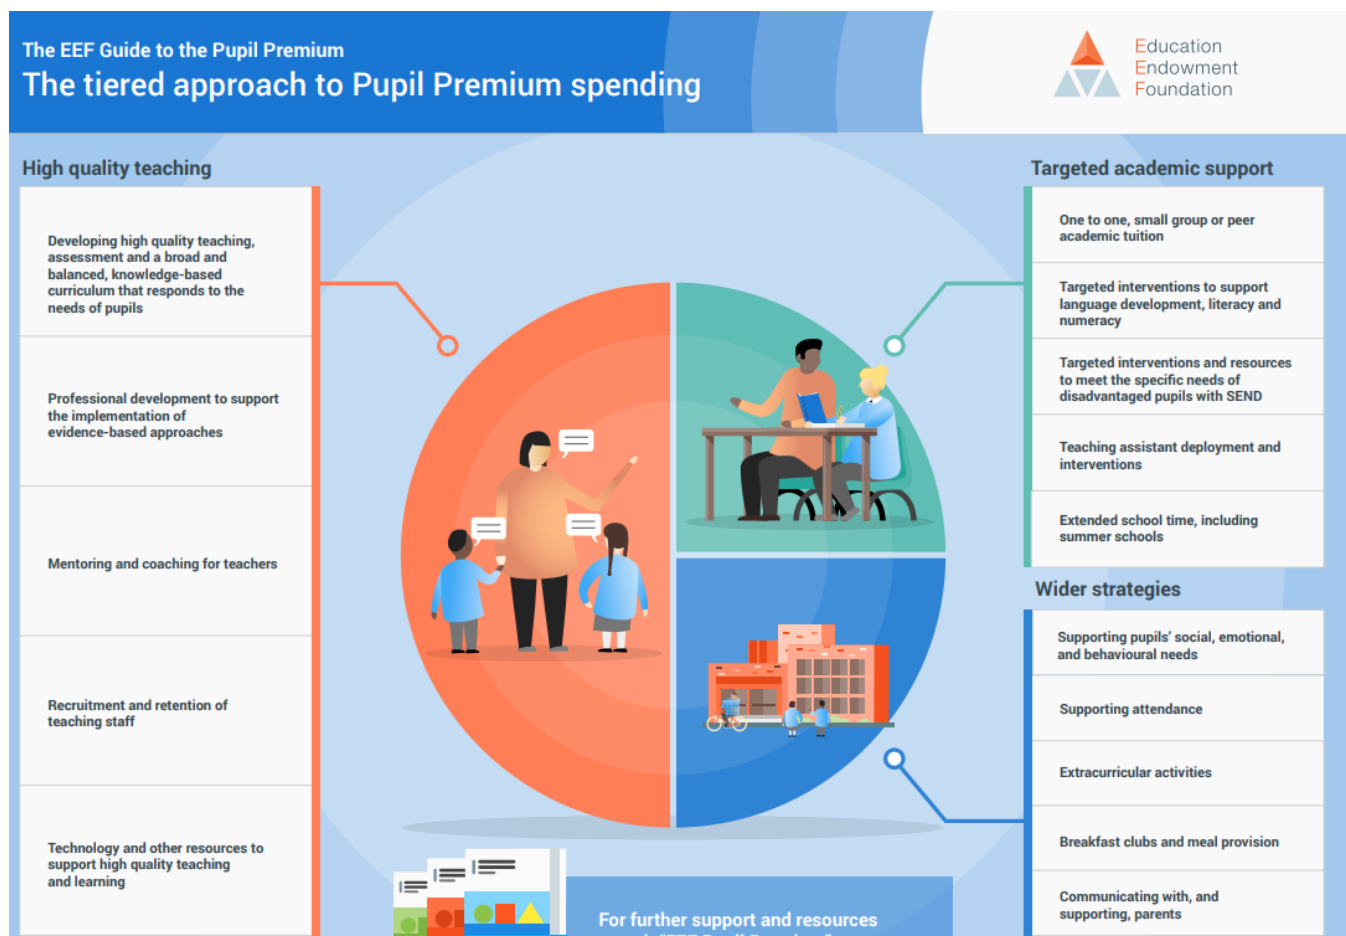 The EEF Guide to the Pupil Premium
The tiered approach to Pupil Premium spending
Education
Endowment
Foundation
High quality teaching
Developing high quality teaching,
assessment and a broad and
balanced, knowledge-based
curriculum that responds to the
needs of pupils
Professional development to support
the implementation of
evidence-based approaches
Mentoring and coaching for teachers
Recruitment and retention of
teaching staff
Technology and other resources to
support high quality teaching
and learning
Targeted academic support
One to one, small group or peer
academic tuition
Targeted interventions to support
language development, literacy and
numeracy
Targeted interventions and resources
to meet the specific needs of
disadvantaged pupils with SEND
Teaching assistant deployment and
interventions
Extended school time, including
summer schools
Wider strategies
Supporting pupils' social, emotional,
and behavioural needs
Supporting attendance
Extracurricular activities
Breakfast clubs and meal provision
Communicating with, and
supporting, parents
For further support and resources